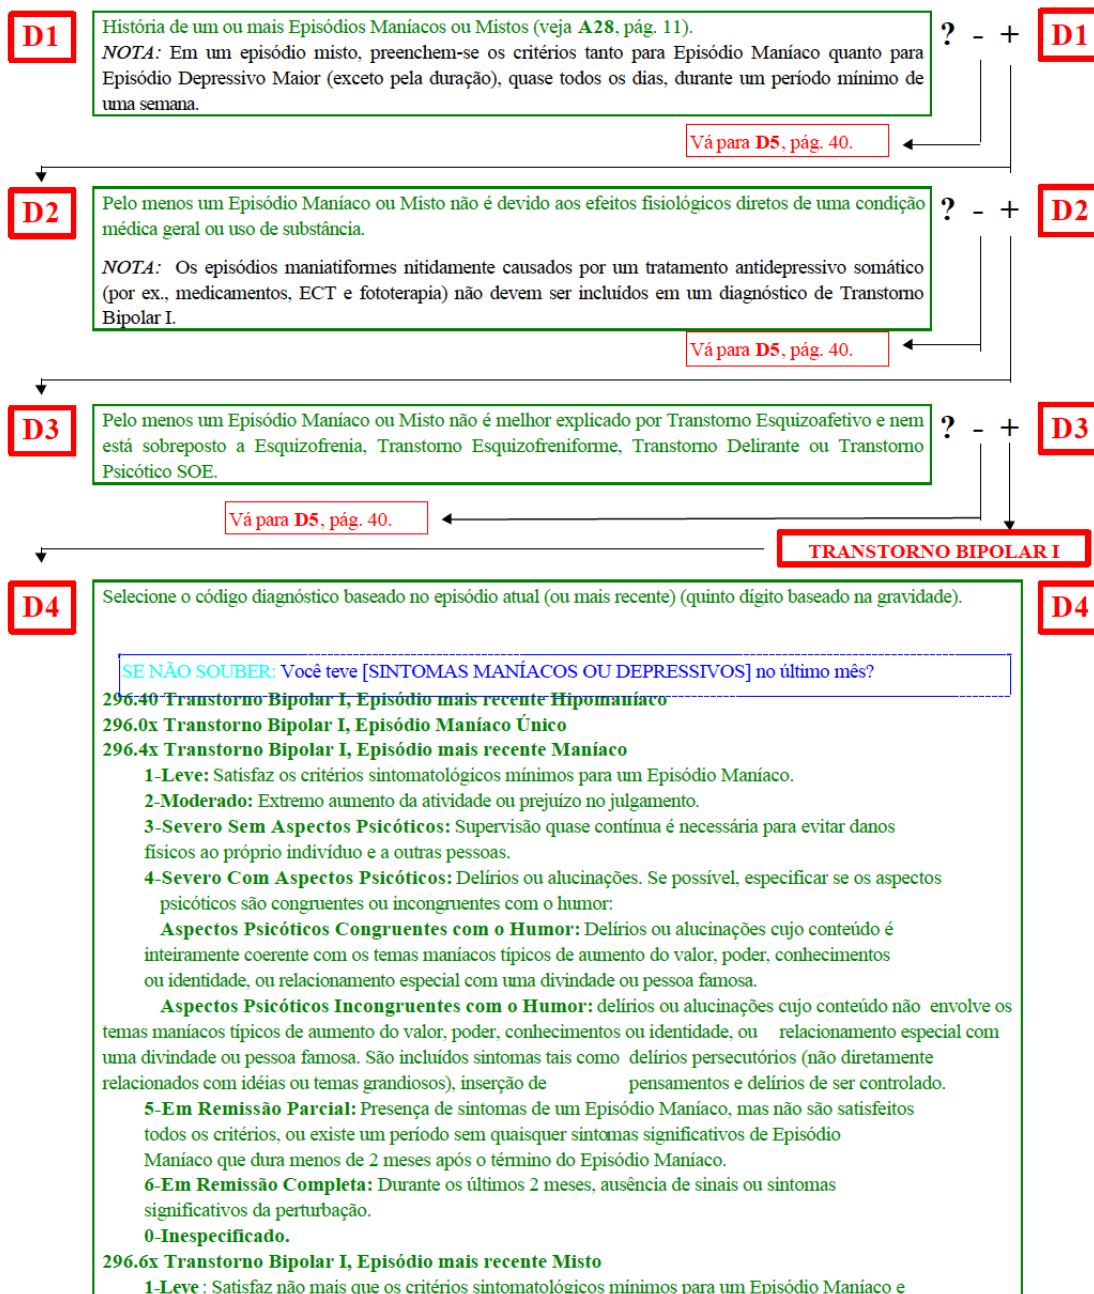 D1
História de um ou mais Episódios Maníacos ou Mistos (veja A28, pág. 11).
NOTA: Em um episódio misto, preenchem-se os critérios tanto para Episódio Maníaco quanto para
Episódio Depressivo Maior (exceto pela duração), quase todos os dias, durante um período mínimo de
uma semana.
? - +
D1
Vá para D5, pág. 40.
D2
Pelo menos um Episódio Maníaco ou Misto não é devido aos efeitos fisiológicos diretos de uma condição
médica geral ou uso de substância.
NOTA: Os episódios maniatiformes nitidamente causados por um tratamento antidepressivo somático
(por ex., medicamentos, ECT e fototerapia) não devem ser incluídos em um diagnóstico de Transtorno
Bipolar I.
? - +
D2
Vá para D5, pág. 40.
D3
Pelo menos um Episódio Maníaco ou Misto não é melhor explicado por Transtorno Esquizoafetivo e nem
está sobreposto a Esquizofrenia, Transtorno Esquizofreniforme, Transtorno Delirante ou Transtorno
Psicótico SOE.
? - +
D3
Vá para D5, pág. 40.
TRANSTORNO BIPOLAR I
D4
Selecione o código diagnóstico baseado no episódio atual (ou mais recente) (quinto dígito baseado na gravidade).
D4
SE NÃO SOUBER: Você teve [SINTOMAS MANÍACOS OU DEPRESSIVOS] no último mês?
296.40 Transtorno Bipolar I, Episódio mais recente Hipomaníaco
296.0x Transtorno Bipolar I, Episódio Maníaco Único
296.4x Transtorno Bipolar I, Episódio mais recente Maníaco
1-Leve: Satisfaz os critérios sintomatológicos mínimos para um Episódio Maníaco.
2-Moderado: Extremo aumento da atividade ou prejuízo no julgamento.
3-Severo Sem Aspectos Psicóticos: Supervisão quase contínua é necessária para evitar danos
físicos ao próprio indivíduo e a outras pessoas.
4-Severo Com Aspectos Psicóticos: Delírios ou alucinações. Se possível, especificar se os aspectos
psicóticos são congruentes ou incongruentes com o humor:
Aspectos Psicóticos Congruentes com o Humor: Delírios ou alucinações cujo conteúdo é
inteiramente coerente com os temas maníacos típicos de aumento do valor, poder, conhecimentos
ou identidade, ou relacionamento especial com uma divindade ou pessoa famosa.
Aspectos Psicóticos Incongruentes com o Humor: delírios ou alucinações cujo conteúdo não envolve os
temas maníacos típicos de aumento do valor, poder, conhecimentos ou identidade, ou relacionamento especial com
uma divindade ou pessoa famosa. São incluídos sintomas tais como delírios persecutórios (não diretamente
relacionados com idéias ou temas grandiosos), inserção de pensamentos e delírios de ser controlado.
5-Em Remissão Parcial: Presença de sintomas de um Episódio Maníaco, mas não são satisfeitos
todos os critérios, ou existe um período sem quaisquer sintomas significativos de Episódio
Maníaco que dura menos de 2 meses após o término do Episódio Maníaco.
6-Em Remissão Completa: Durante os últimos 2 meses, ausência de sinais ou sintomas
significativos da perturbação.
0-Inespecificado.
296.6x Transtorno Bipolar I, Episódio mais recente Misto
1-Leve : Satisfaz não mais que os critérios sintomatológicos mínimos para um Episódio Maníaco e